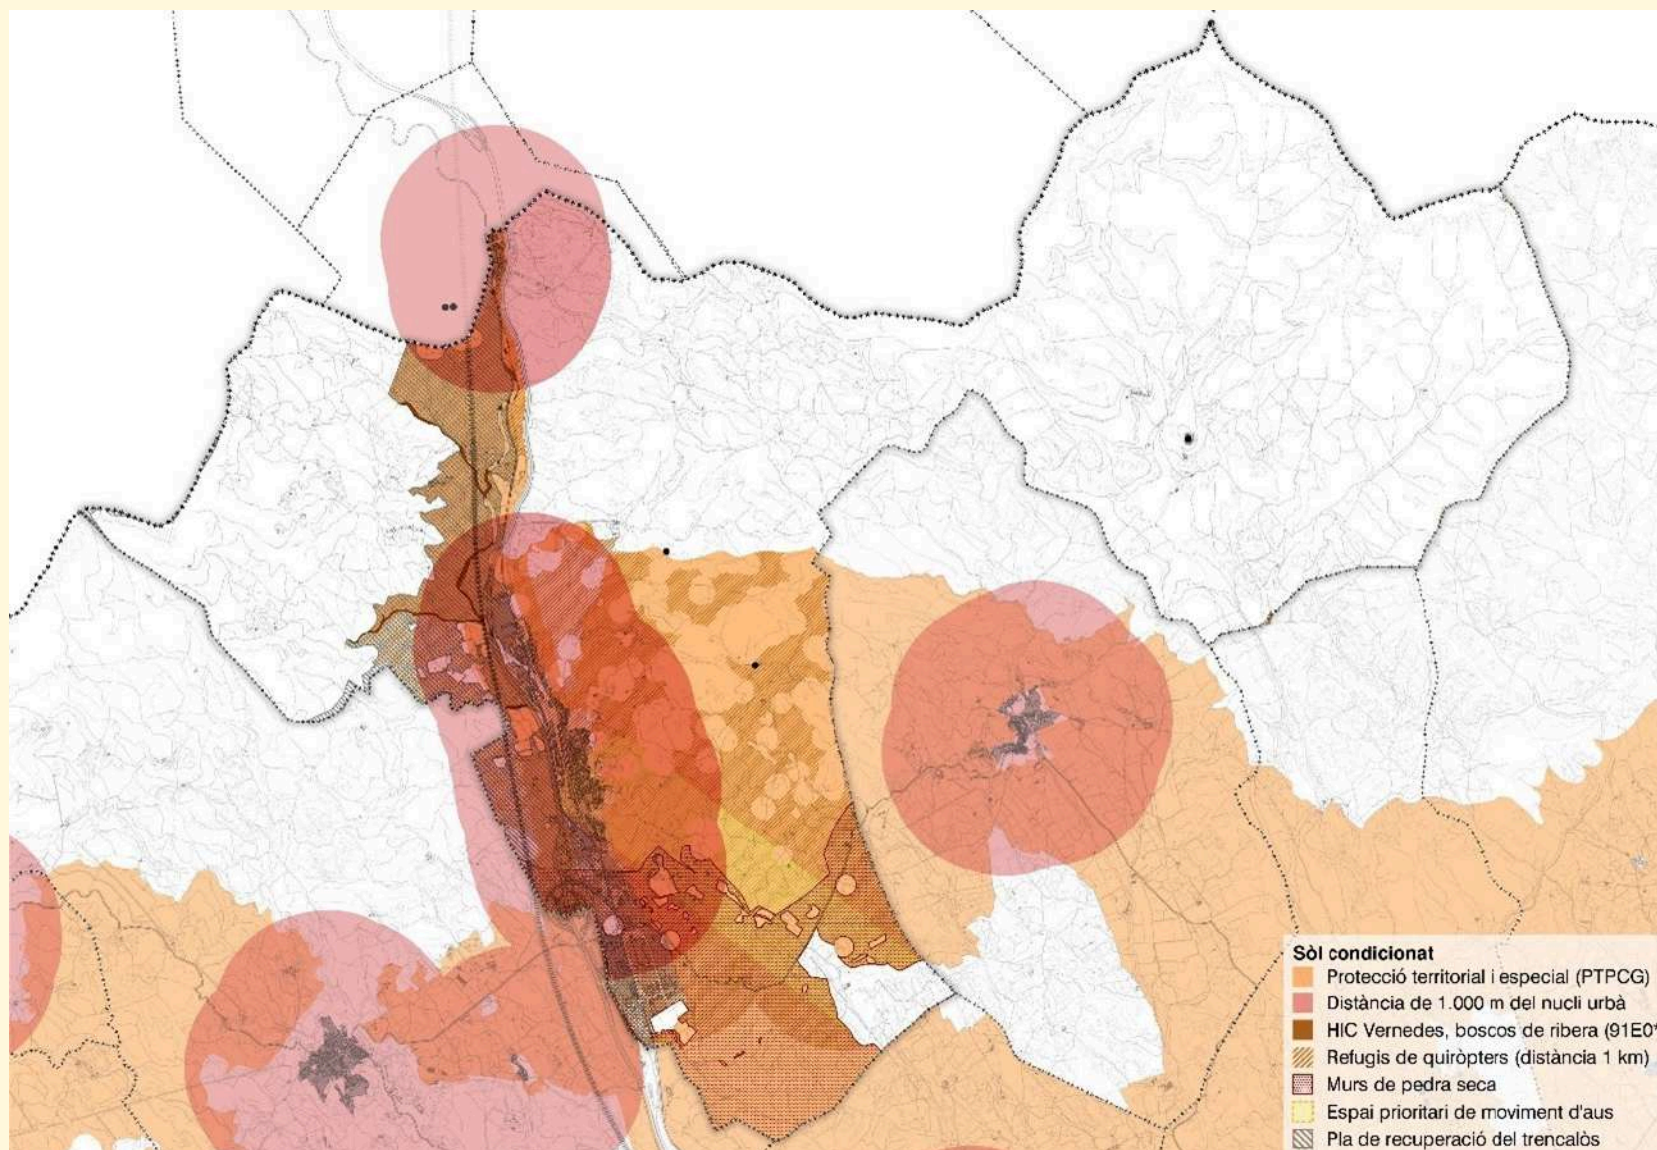 Sòl condicionat
Protecció territorial i especial (PTPCG)
Distància de 1.000 m del nucli urbà
HIC Vernedes, boscos de ribera (91E0*
Refugis de quiròpters (distància 1 km)
Murs de pedra seca
Espai prioritari de moviment d'aus
Pla de recuperació del trencalòs